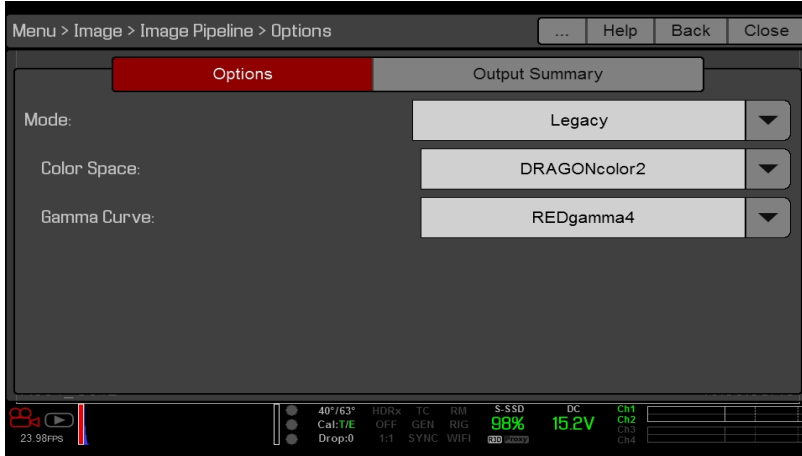 Menu > Image > Image Pipeline > Options ... Help Back Close
Options Output Summary
Mode: Legacy
Color Space: DRAGONcolor2
Gamma Curve: REDgamma4
23.98FPS
40°/63° HDRx TC RM S-SSD DC Ch1
Cal:T/E OFF GEN RIG 98% 15.2V Ch2
Ch3
Drop:0 1:1 SYNC WIFI R3D Proxy Ch4